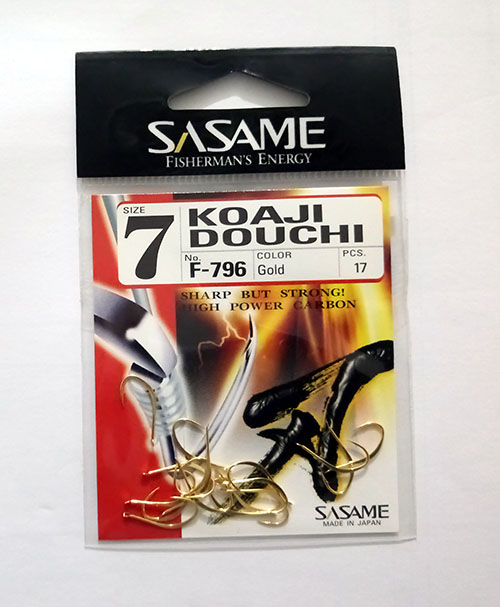 SASAME
FISHERMAN'S ENERGY
SIZE
7
KOAJI
DOUCHI
No.
F-796
COLOR
Gold
PCS.
17
SHARP BUT STRONG!
HIGH POWER CARBON
SASAME
MADE IN JAPAN